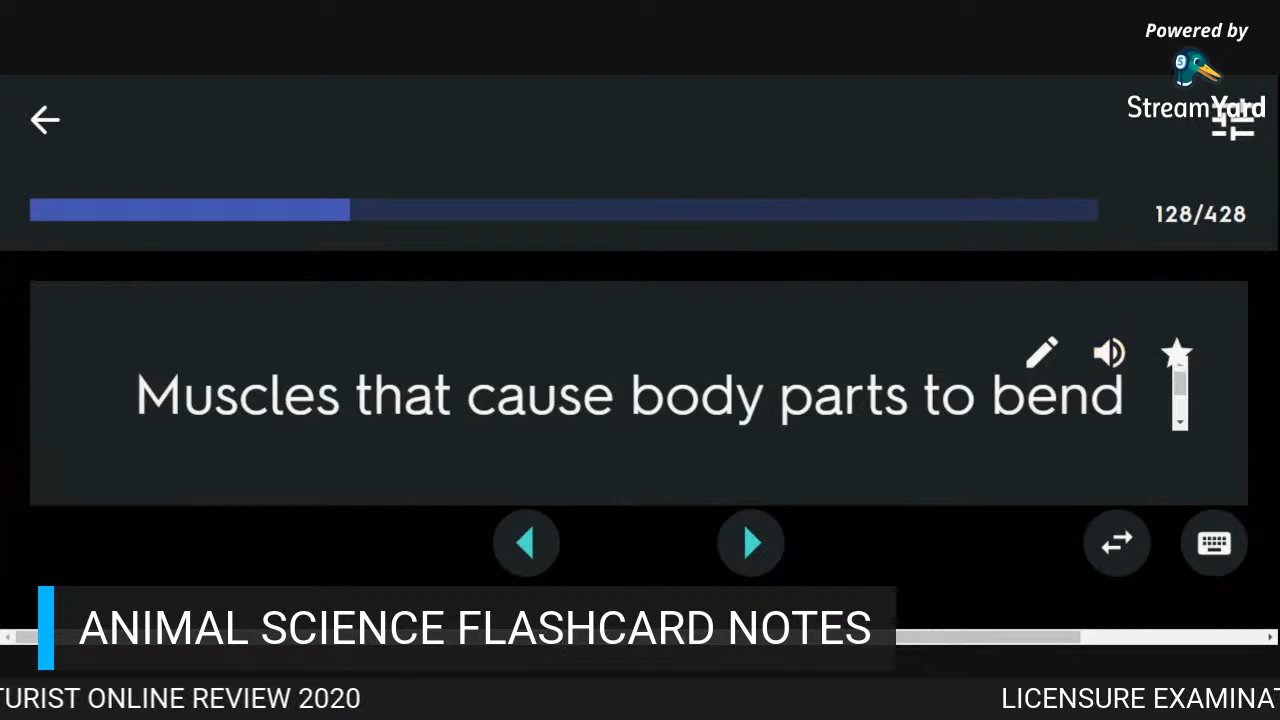 Powered by
StreamYard
128/428
Muscles that cause body parts to bend
ANIMAL SCIENCE FLASHCARD NOTES
TURIST ONLINE REVIEW 2020
LICENSURE EXAMINAT